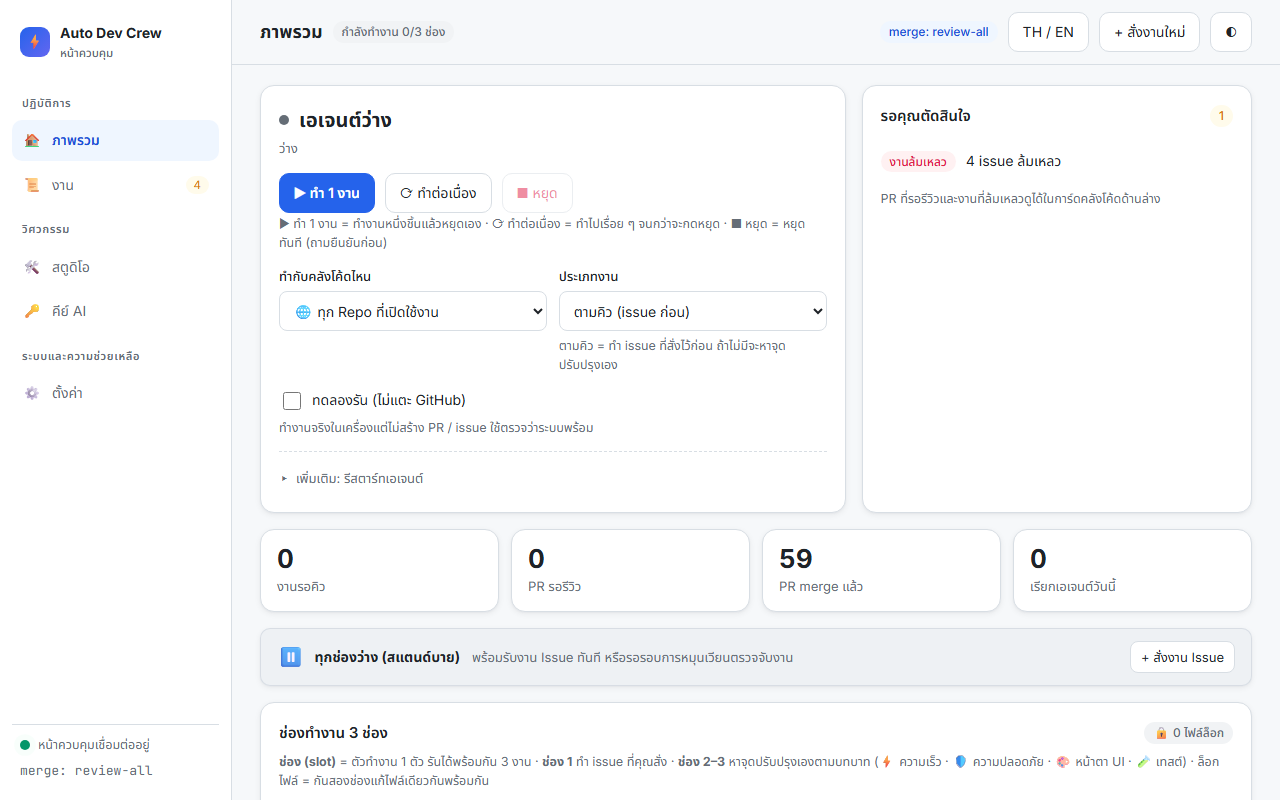 Auto Dev Crew
หน้าควบคุม
ปฏิบัติการ
ภาพรวม
งาน 4
วิศวกรรม
สตูดิโอ
คีย์ AI
ระบบและความช่วยเหลือ
ตั้งค่า
หน้าควบคุมเชื่อมต่ออยู่
merge: review-all
ภาพรวม กำลังทำงาน 0/3 ช่อง merge: review-all TH / EN + สั่งงานใหม่
เอเจนต์ว่าง
ว่าง
▶ ทำ 1 งาน ⟳ ทำต่อเนื่อง ■ หยุด
▶ ทำ 1 งาน = ทำงานหนึ่งชิ้นแล้วหยุดเอง · ⟳ ทำต่อเนื่อง = ทำไปเรื่อย ๆ จนกว่าจะกดหยุด · ■ หยุด = หยุด
ทันที (ถามยืนยันก่อน)
ทำกับคลังโค้ดไหน ประเภทงาน
🌐 ทุก Repo ที่เปิดใช้งาน ตามคิว (issue ก่อน)
ตามคิว = ทำ issue ที่สั่งไว้ก่อน ถ้าไม่มีจะหาจุด
ปรับปรุงเอง
ทดลองรัน (ไม่แตะ GitHub)
ทำงานจริงในเครื่องแต่ไม่สร้าง PR / issue ใช้ตรวจว่าระบบพร้อม
▸ เพิ่มเติม: รีสตาร์ทเอเจนต์
รอคุณตัดสินใจ 1
งานล้มเหลว 4 issue ล้มเหลว
PR ที่รอรีวิวและงานที่ล้มเหลวดูได้ในการ์ดคลังโค้ดด้านล่าง
0
งานรอคิว
0
PR รอรีวิว
59
PR merge แล้ว
0
เรียกเอเจนต์วันนี้
ทุกช่องว่าง (สแตนด์บาย) พร้อมรับงาน Issue ทันที หรือรอรอบการหมุนเวียนตรวจจับงาน + สั่งงาน Issue
ช่องทำงาน 3 ช่อง 🔒 0 ไฟล์ล็อก
ช่อง (slot) = ตัวทำงาน 1 ตัว รันได้พร้อมกัน 3 งาน · ช่อง 1 ทำ issue ที่คุณสั่ง · ช่อง 2–3 หาจุดปรับปรุงเองตามบทบาท (⚡ ความเร็ว · 🛡️ ความปลอดภัย · 🎨 หน้าตา UI · 🧪 เทสต์) · ล็อก
ไฟล์ = กันสองช่องแก้ไฟล์เดียวกันพร้อมกัน